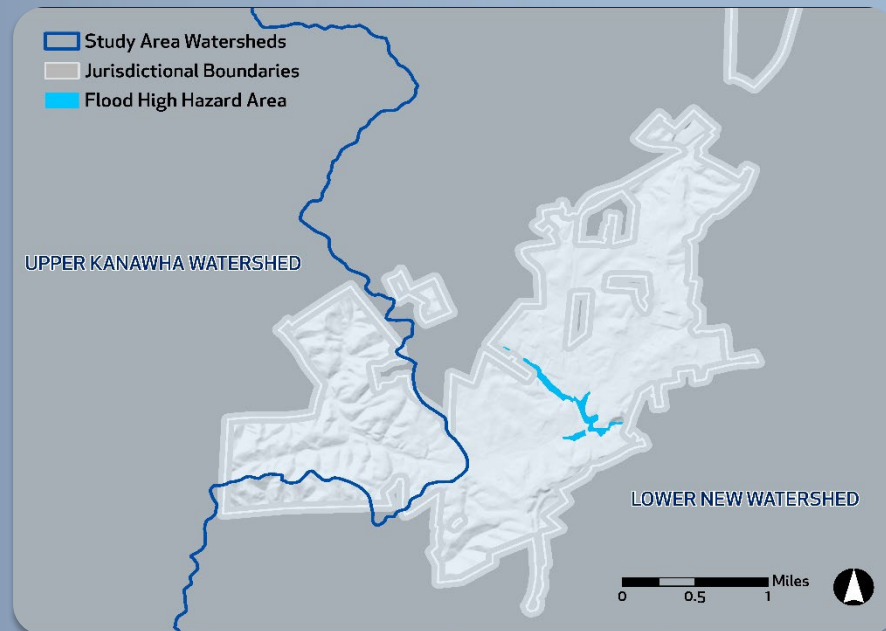 Study Area Watersheds
Jurisdictional Boundaries
Flood High Hazard Area
UPPER KANAWHA WATERSHED
LOWER NEW WATERSHED
Miles
0 0.5 1